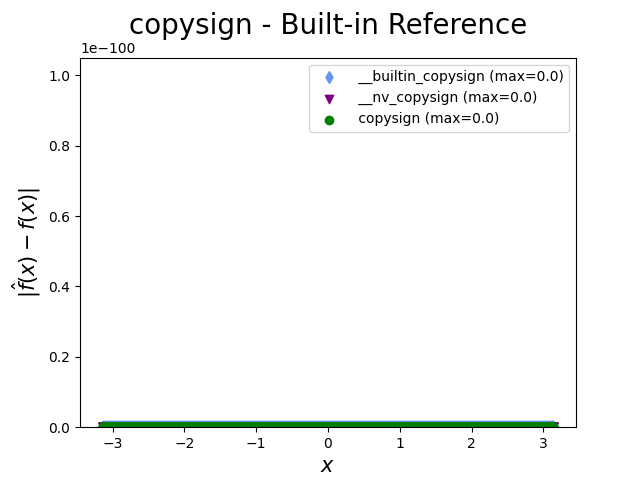 copysign - Built-in Reference
1e−100
1.0
0.8
0.6
0.4
0.2
0.0
|f̂(x) − f(x)|
__builtin_copysign (max=0.0)
__nv_copysign (max=0.0)
copysign (max=0.0)
−3 −2 −1 0 1 2 3
x